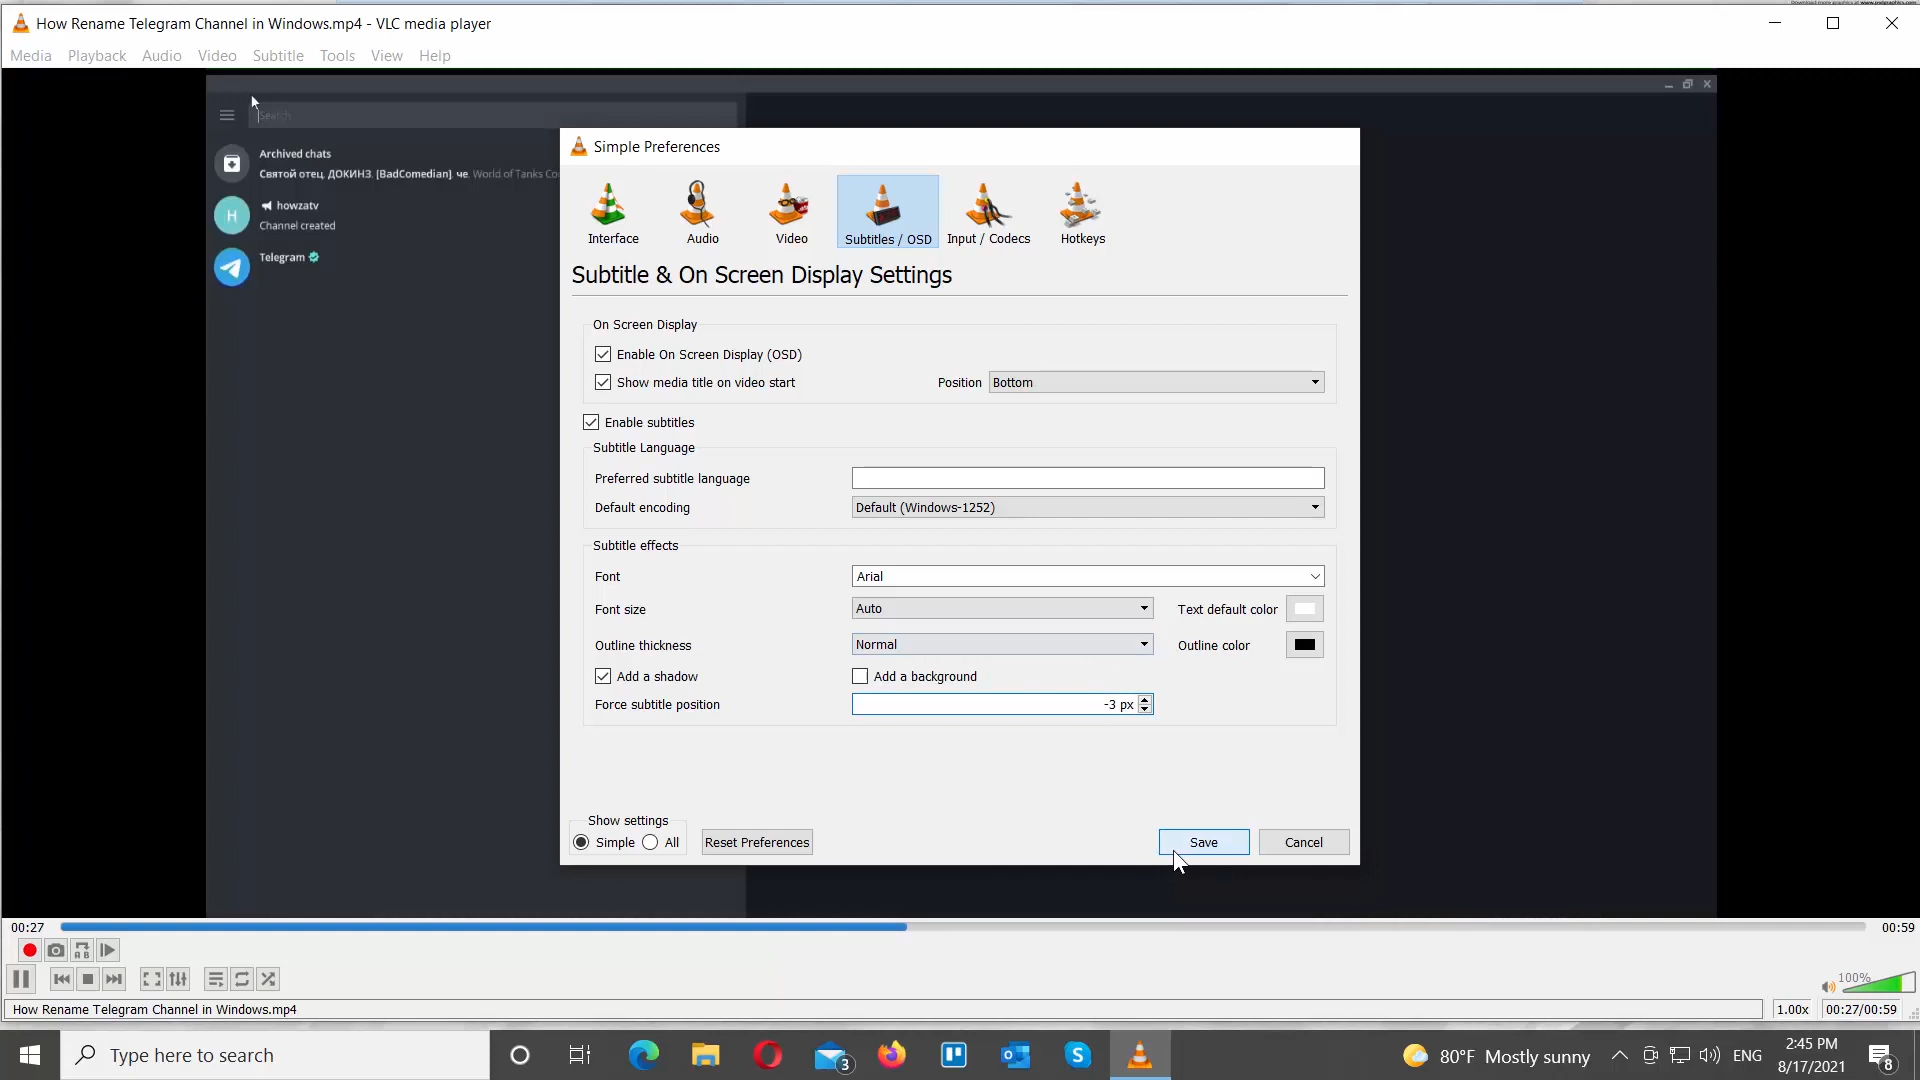 How Rename Telegram Channel in Windows.mp4 - VLC media player
Media Playback Audio Video Subtitle Tools View Help
Search
Archived chats
Святой отец, ДОКИНЗ, [BadComedian], че, World of Tanks Co
howzatv
Channel created
H
Telegram
Simple Preferences
Interface Audio Video Subtitles / OSD Input / Codecs Hotkeys
Subtitle & On Screen Display Settings
On Screen Display
Enable On Screen Display (OSD)
Show media title on video start Position Bottom
Enable subtitles
Subtitle Language
Preferred subtitle language
Default encoding Default (Windows-1252)
Subtitle effects
Font Arial
Font size Auto Text default color
Outline thickness Normal Outline color
Add a shadow Add a background
Force subtitle position -3 px
Show settings
Simple All Reset Preferences Save Cancel
00:27 00:59
100%
How Rename Telegram Channel in Windows.mp4 1.00x 00:27/00:59
Type here to search 3 80°F Mostly sunny ENG 2:45 PM
8/17/2021 8